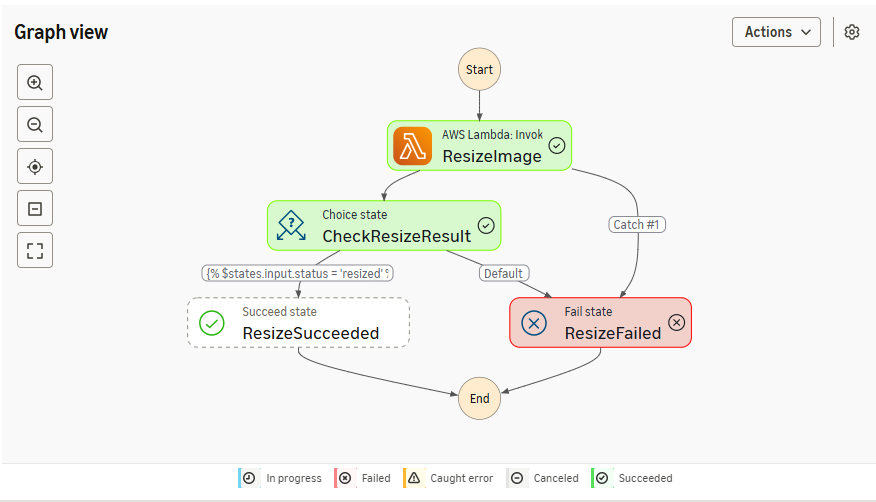 Graph view
Actions
Start
AWS Lambda: Invok
ResizeImage
Choice state
CheckResizeResult
Catch #1
{% $states.input.status = 'resized' %
Default
Succeed state
ResizeSucceeded
Fail state
ResizeFailed
End
In progress
Failed
Caught error
Canceled
Succeeded